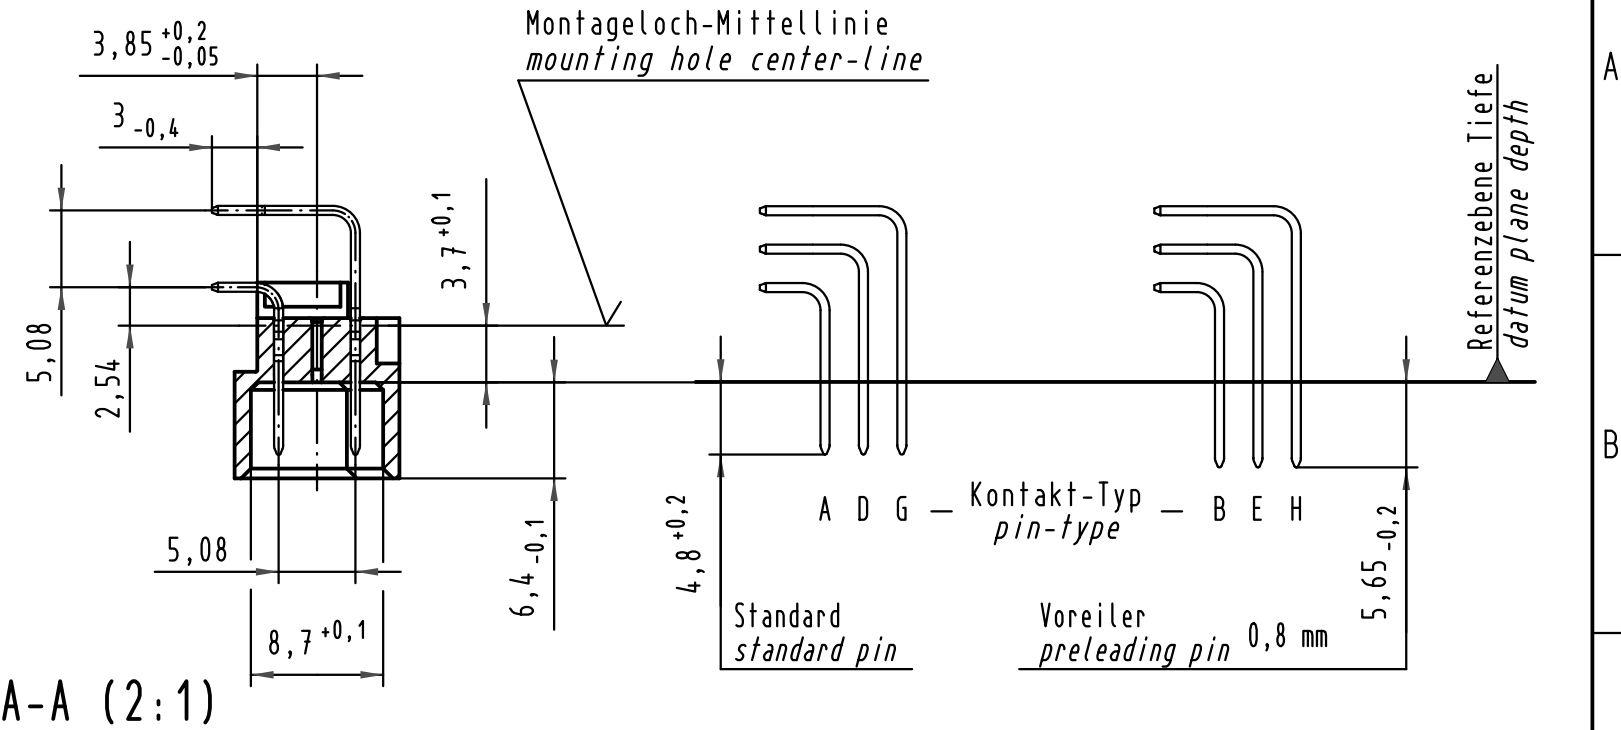 Montageloch-Mittellinie
mounting hole center-line
3,85 +0,2 -0,05
3 -0,4
5,08
2,54
3,7 +0,1
5,08
8,7 +0,1
6,4 -0,1
A-A (2:1)
4,8 +0,2
Standard
standard pin
A D G — Kontakt-Typ — B E H
pin-type
Voreiler
preleading pin 0,8 mm
5,65 -0,2
Referenzebene Tiefe
datum plane depth
A
B